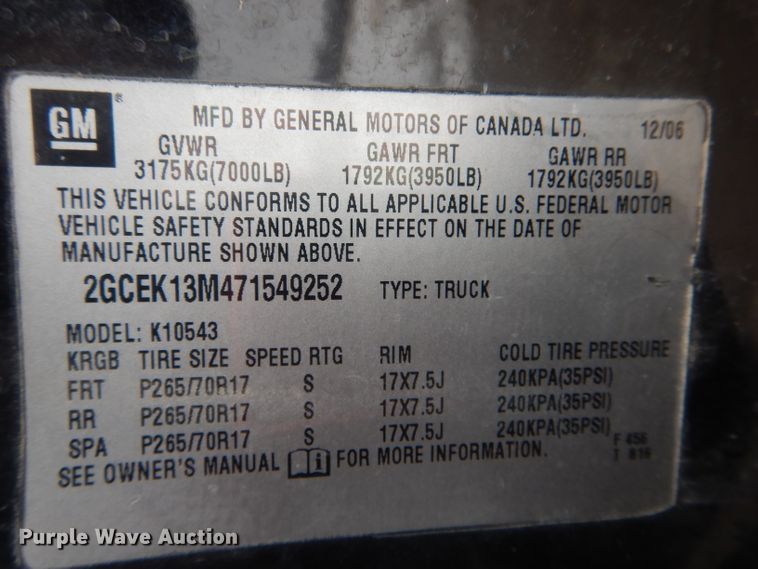 GM® MFD BY GENERAL MOTORS OF CANADA LTD. 12/06
GVWR GAWR FRT GAWR RR
3175KG(7000LB) 1792KG(3950LB) 1792KG(3950LB)
THIS VEHICLE CONFORMS TO ALL APPLICABLE U.S. FEDERAL MOTOR
VEHICLE SAFETY STANDARDS IN EFFECT ON THE DATE OF
MANUFACTURE SHOWN ABOVE.
2GCEK13M471549252 TYPE: TRUCK
MODEL: K10543
KRGB TIRE SIZE SPEED RTG RIM COLD TIRE PRESSURE
FRT P265/70R17 S 17X7.5J 240KPA(35PSI)
RR P265/70R17 S 17X7.5J 240KPA(35PSI)
SPA P265/70R17 S 17X7.5J 240KPA(35PSI)
F 456
SEE OWNER'S MANUAL FOR MORE INFORMATION. I 816
Purple Wave Auction